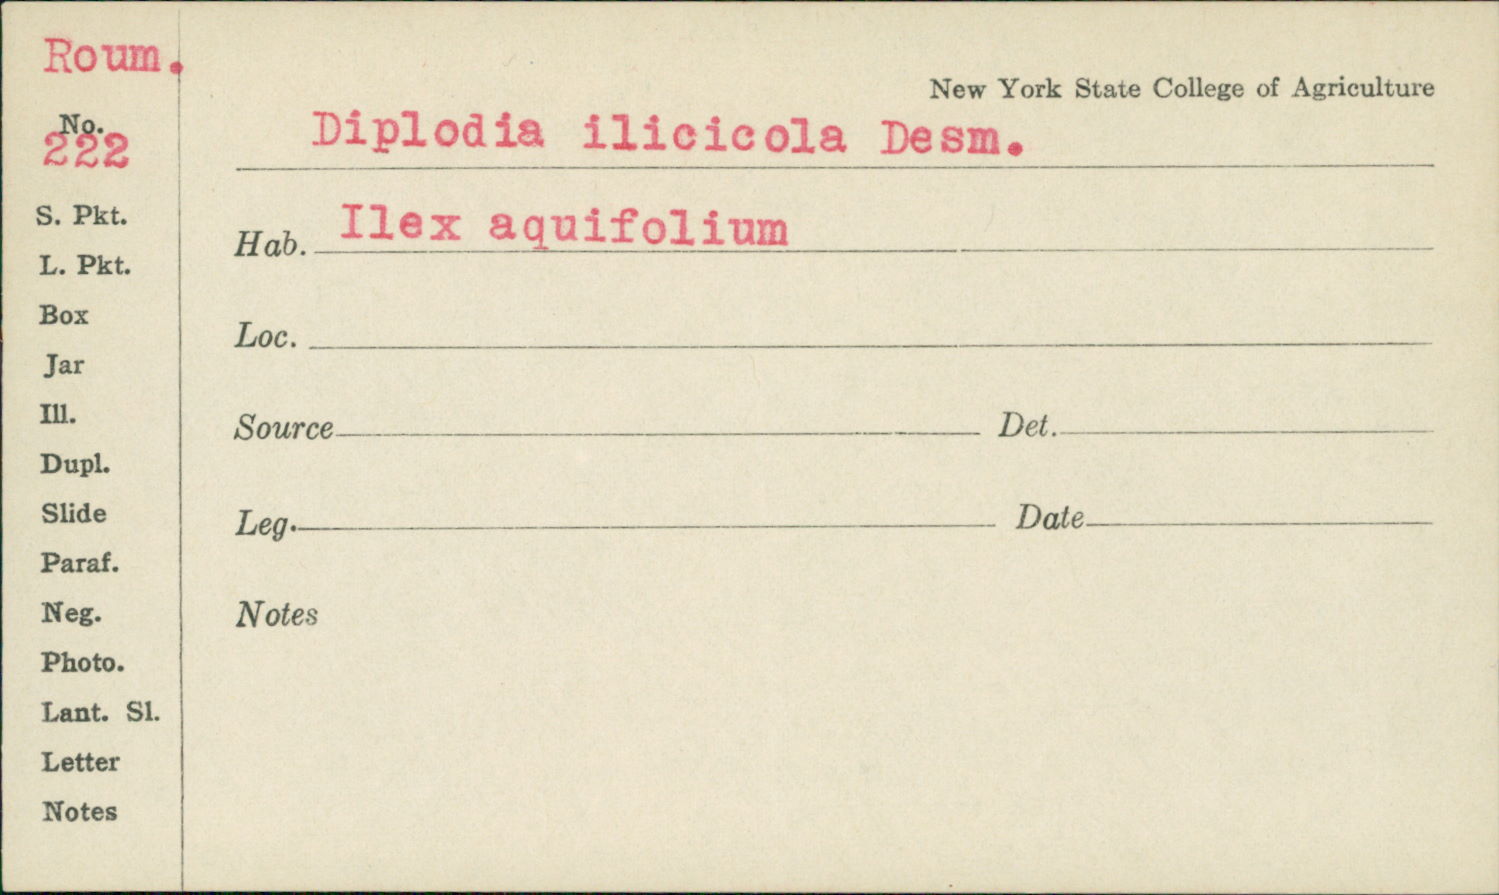 Roum.
New York State College of Agriculture
No.
222
Diplodia ilicicola Desm.
S. Pkt.
Hab. Ilex aquifolium
L. Pkt.
Box
Loc.
Jar
Ill.
Source Det.
Dupl.
Slide
Leg. Date
Paraf.
Neg.
Notes
Photo.
Lant. Sl.
Letter
Notes